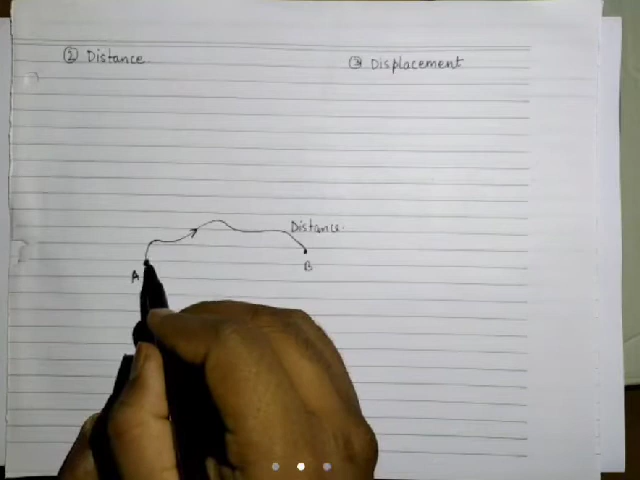 ② Distance
③ Displacement
Distance
A
B